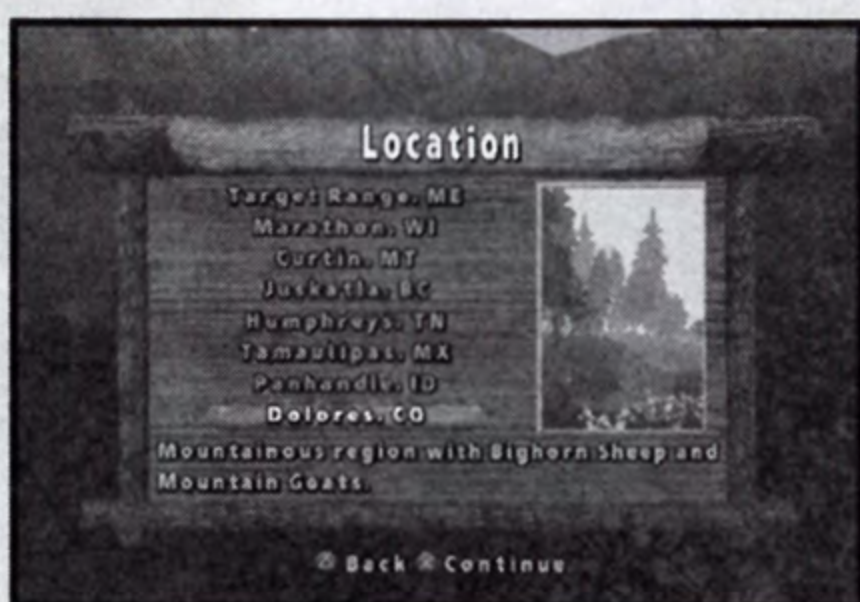 Location
Target Range, ME
Marathon, WI
Curtin, MT
Juskatla, BC
Humphreys, TN
Tamaulipas, MX
Panhandle, ID
Dolores, CO
Mountainous region with Bighorn Sheep and
Mountain Goats.
Back Continue